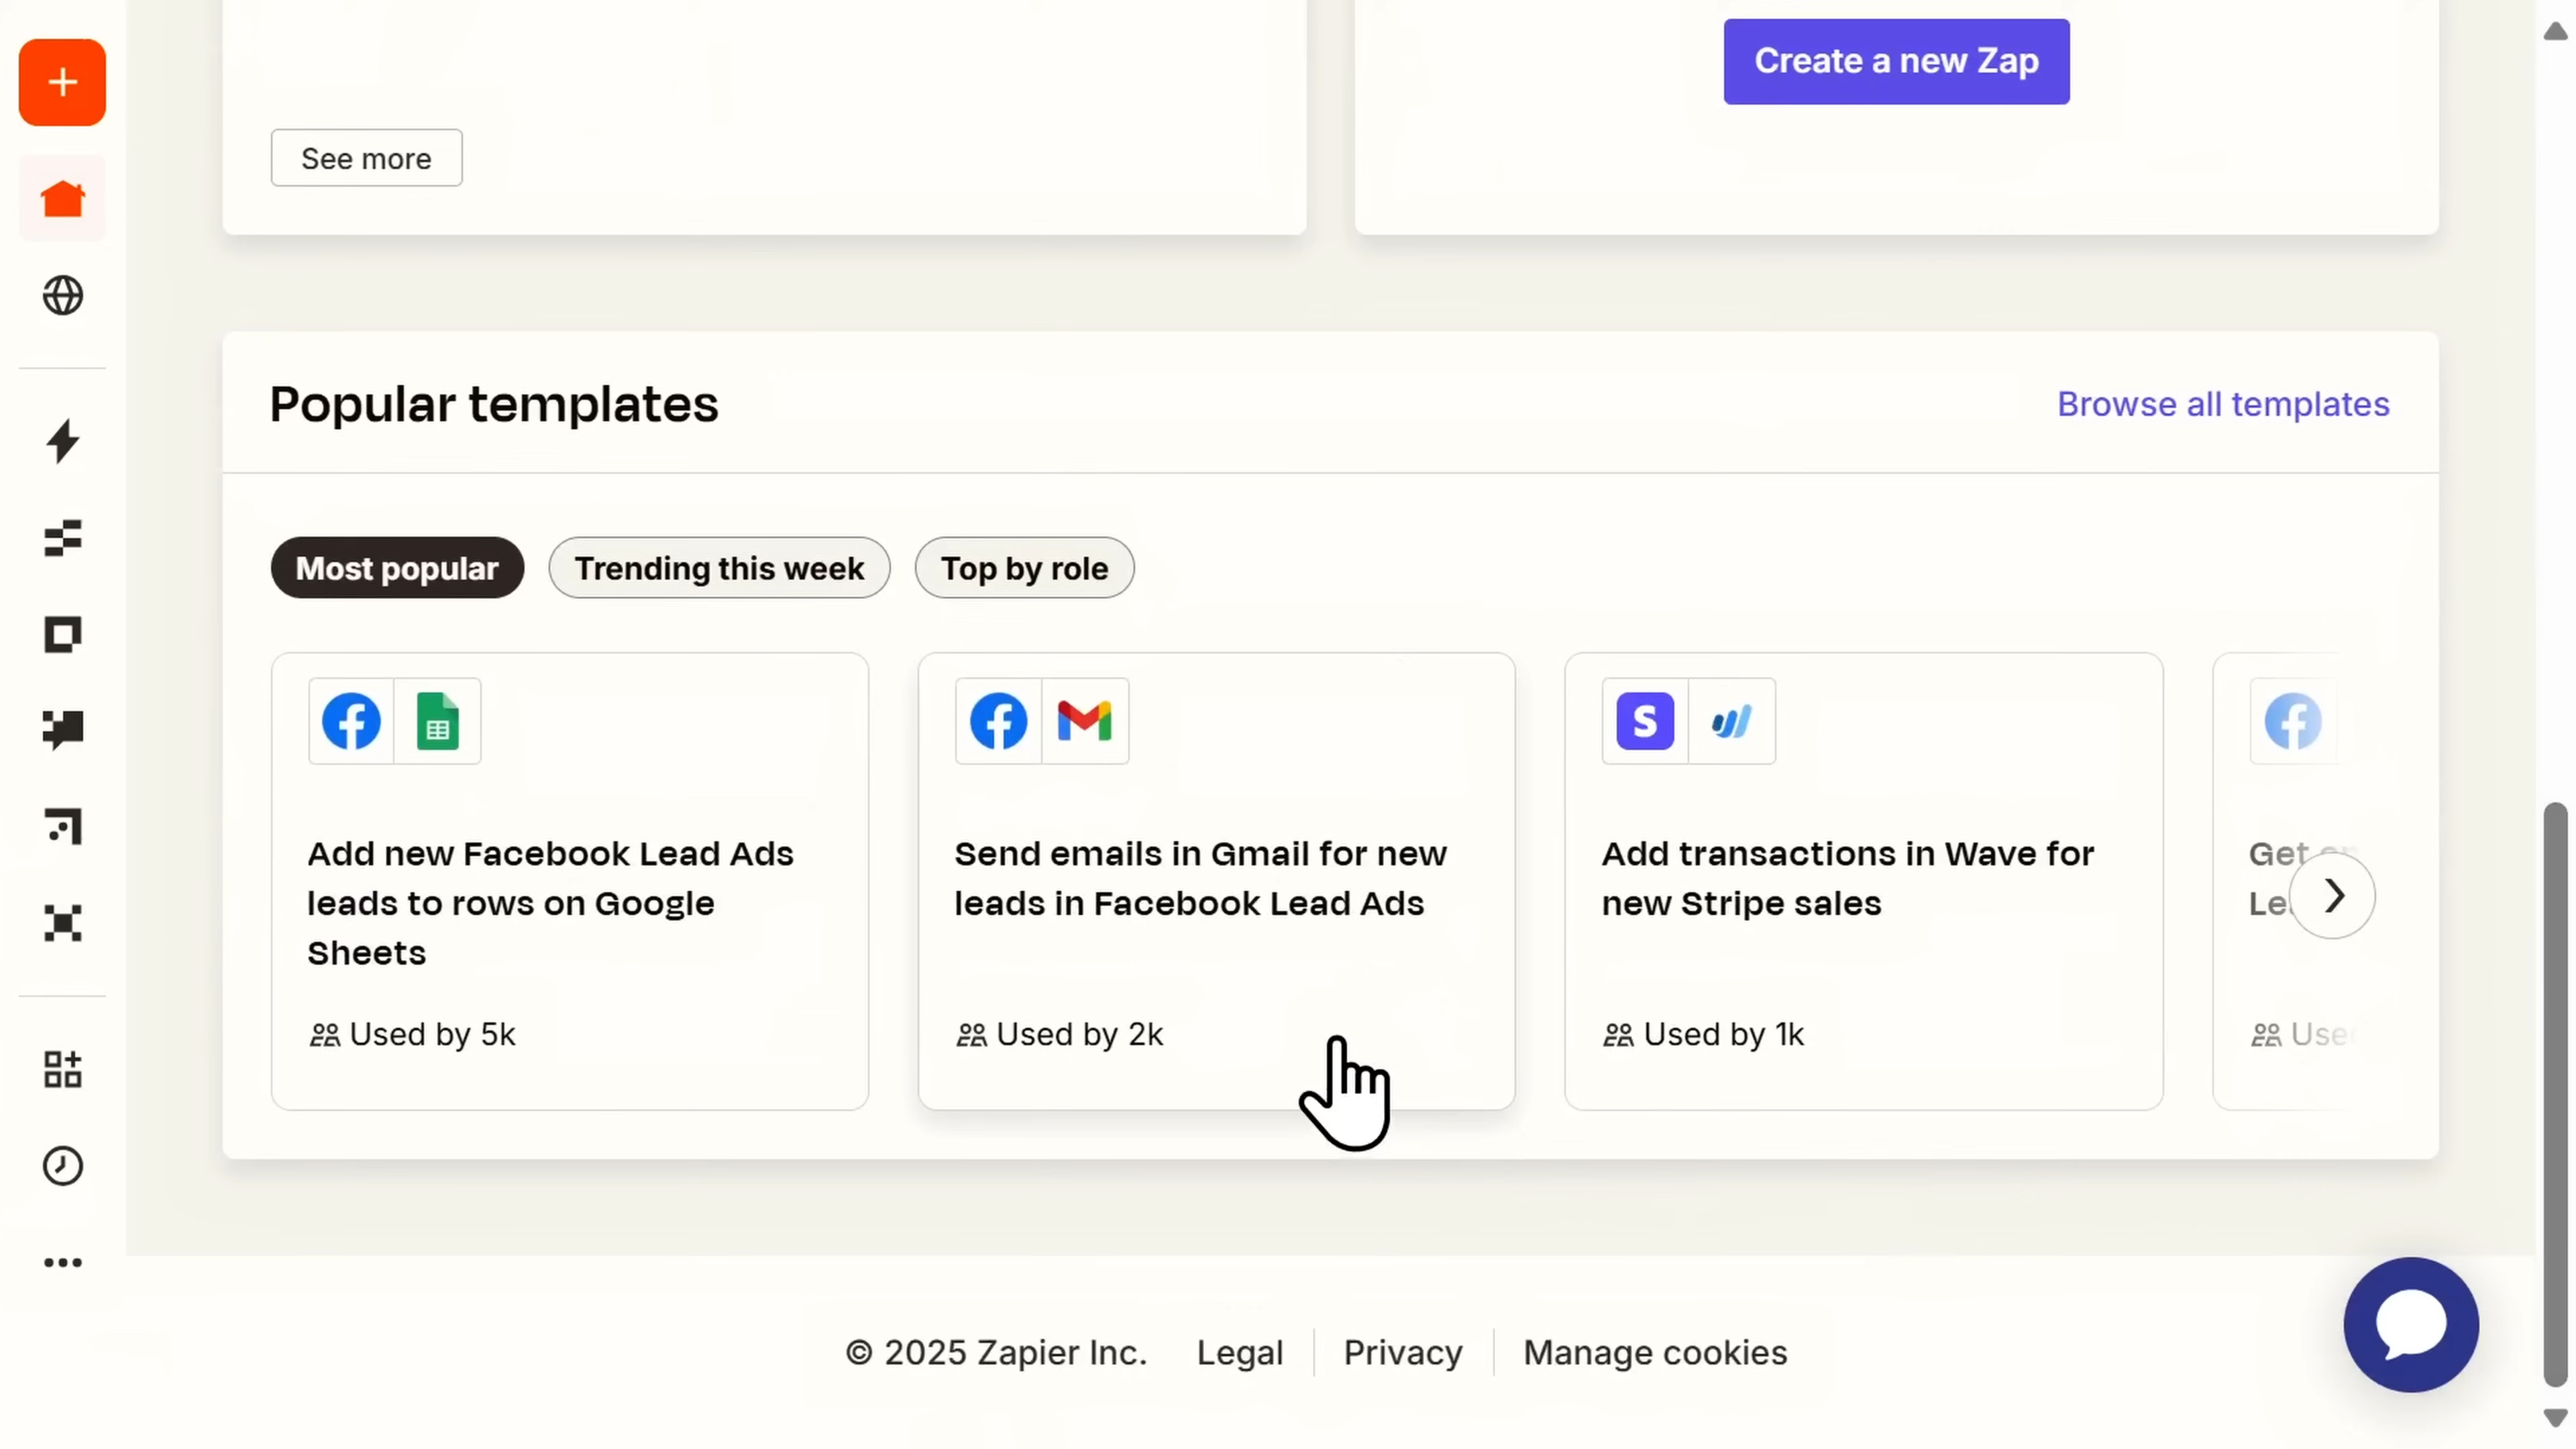 Create a new Zap
See more
Popular templates
Browse all templates
Most popular
Trending this week
Top by role
Add new Facebook Lead Ads
leads to rows on Google
Sheets
Used by 5k
Send emails in Gmail for new
leads in Facebook Lead Ads
Used by 2k
Add transactions in Wave for
new Stripe sales
Used by 1k
Get
© 2025 Zapier Inc.
Legal
Privacy
Manage cookies